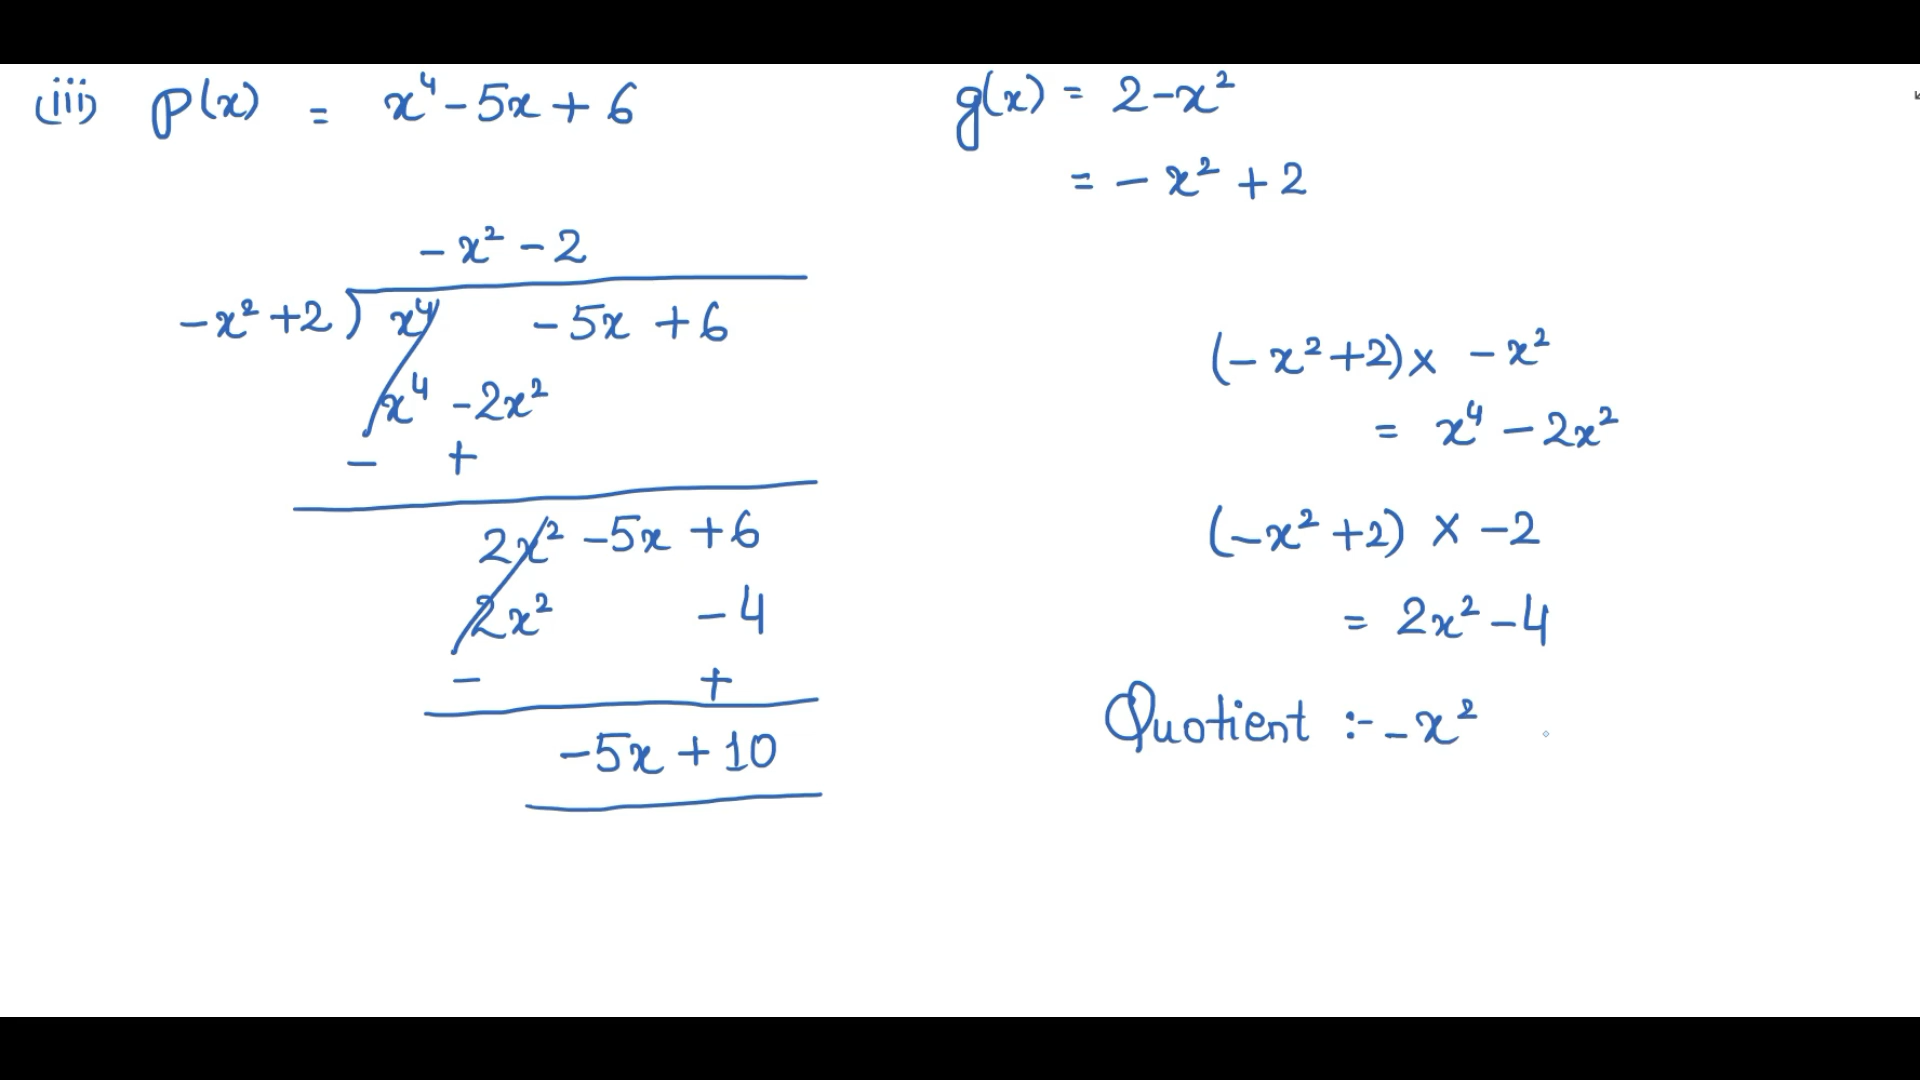 (iii) p(x) = x⁴ - 5x + 6
g(x) = 2 - x²
= - x² + 2
- x² - 2
- x² + 2 ) x⁴ - 5x + 6
x⁴ - 2x²
- +
2x² - 5x + 6
2x² - 4
- +
- 5x + 10
(- x² + 2) x - x²
= x⁴ - 2x²
(- x² + 2) x - 2
= 2x² - 4
Quotient :- - x²